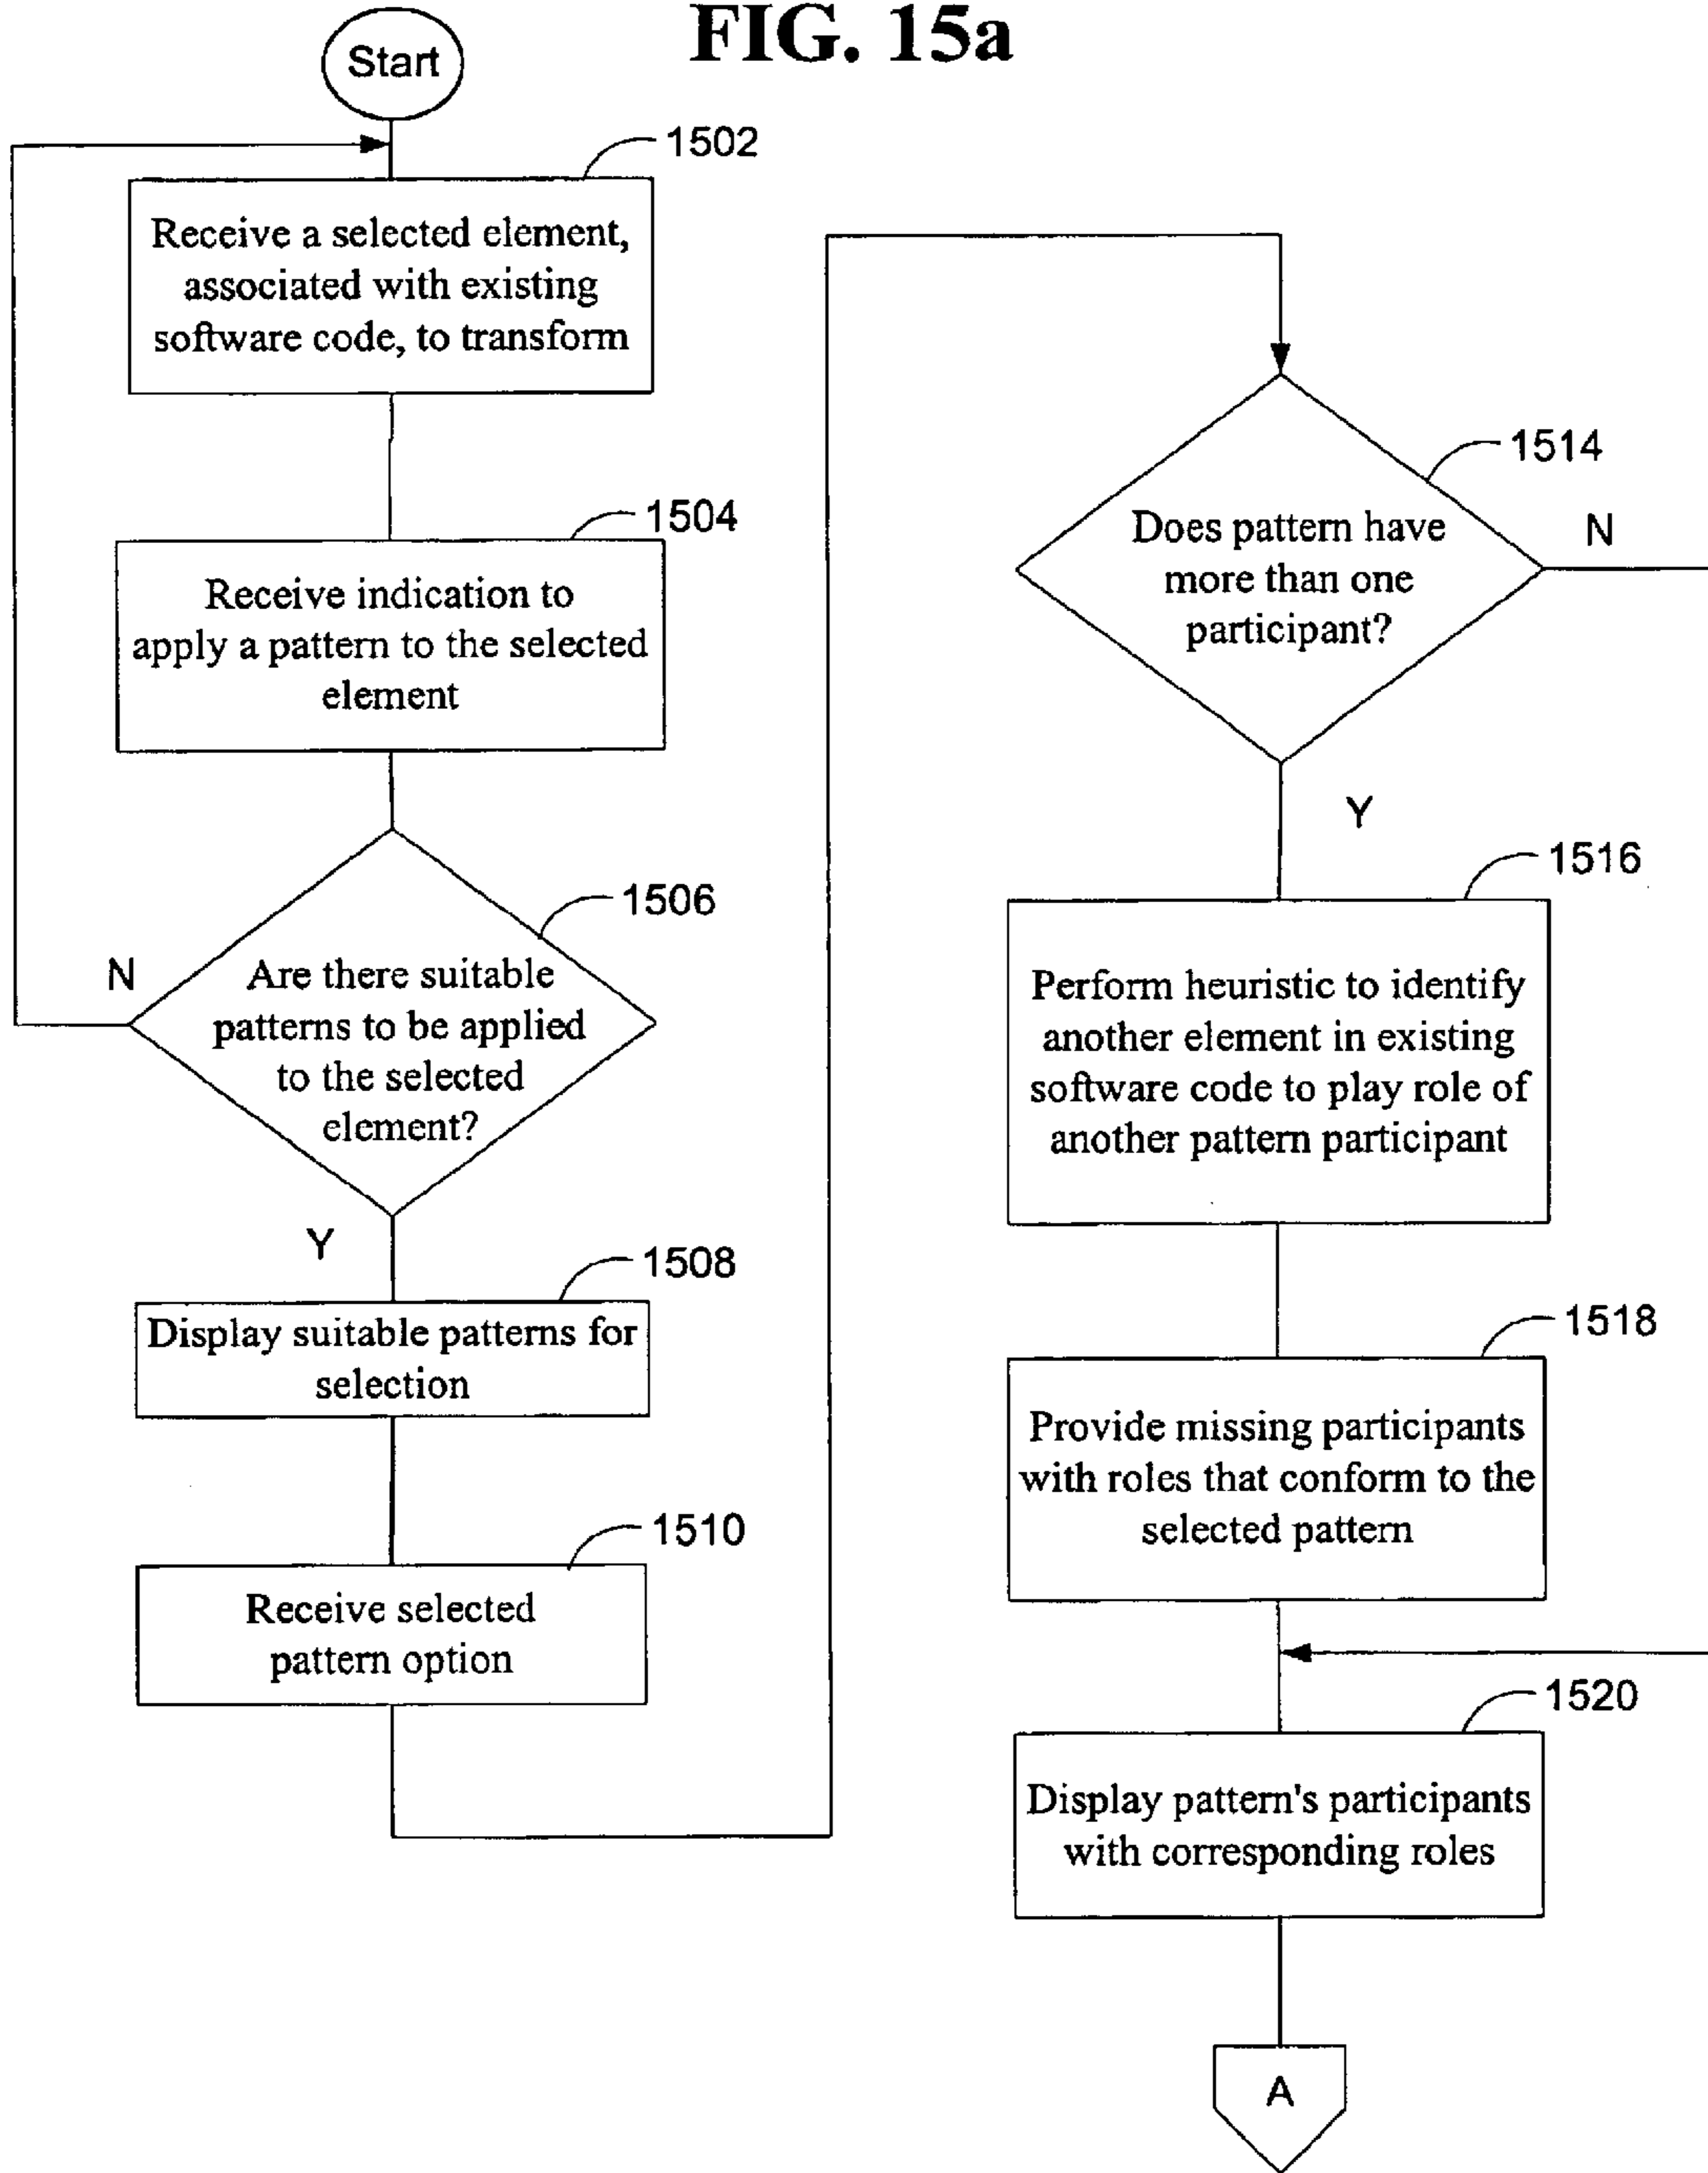 FIG. 15a
Start
1502
Receive a selected element,
associated with existing
software code, to transform
1504
Receive indication to
apply a pattern to the selected
element
1506
N
Are there suitable
patterns to be applied
to the selected
element?
Y
1508
Display suitable patterns for
selection
1510
Receive selected
pattern option
1514
Does pattern have
more than one
participant?
N
Y
1516
Perform heuristic to identify
another element in existing
software code to play role of
another pattern participant
1518
Provide missing participants
with roles that conform to the
selected pattern
1520
Display pattern's participants
with corresponding roles
A